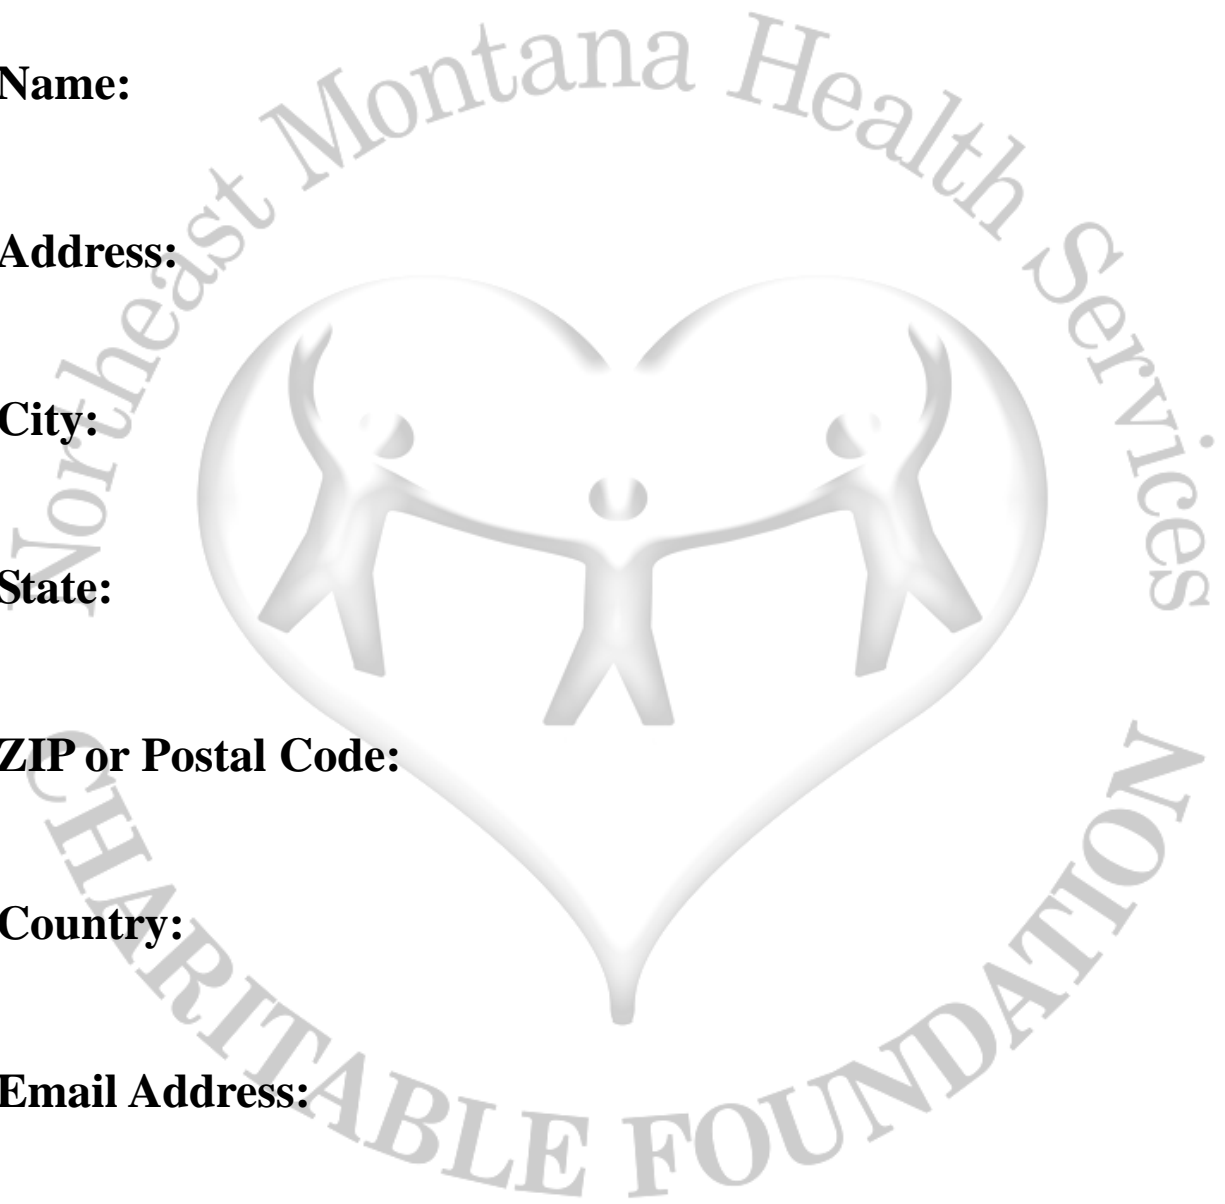 Northeast Montana Health Services
Name:
Address:
City:
State:
ZIP or Postal Code:
Country:
Email Address:
CHARITABLE FOUNDATION